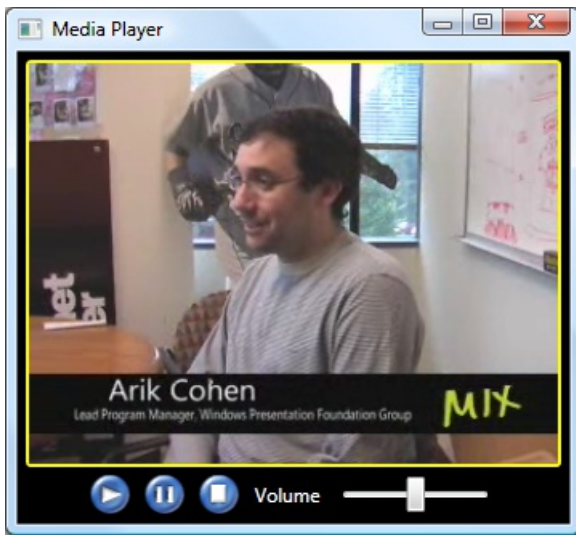 Media Player
Arik Cohen
Lead Program Manager, Windows Presentation Foundation Group
MIX
Volume